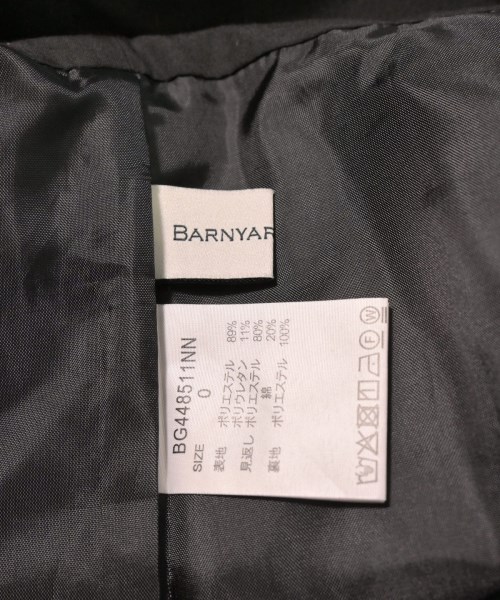 BARNYAR
BG448511NN
SIZE 0
表地 ポリエステル 89%
ポリウレタン 11%
見返し ポリエステル 80%
綿 20%
裏地 ポリエステル 100%